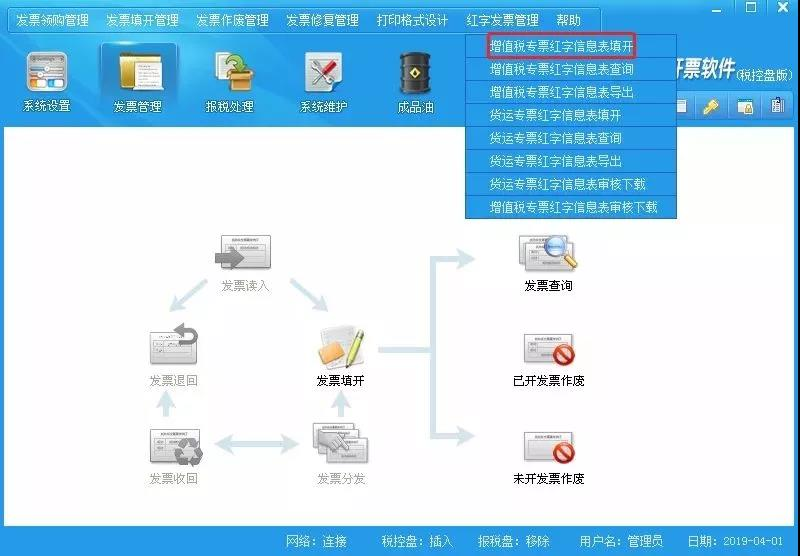 发票领购管理 发票填开管理 发票作废管理 发票修复管理 打印格式设计 红字发票管理 帮助
增值税专票红字信息表填开
增值税专票红字信息表查询
增值税专票红字信息表导出
货运专票红字信息表填开
货运专票红字信息表查询
货运专票红字信息表导出
货运专票红字信息表审核下载
增值税专票红字信息表审核下载
开票软件(税控盘版)
系统设置 发票管理 报税处理 系统维护 成品油
发票读入 发票查询
发票退回 发票填开 已开发票作废
发票收回 发票分发 未开发票作废
网络：连接 税控盘：插入 报税盘：移除 用户名：管理员 日期：2019-04-01